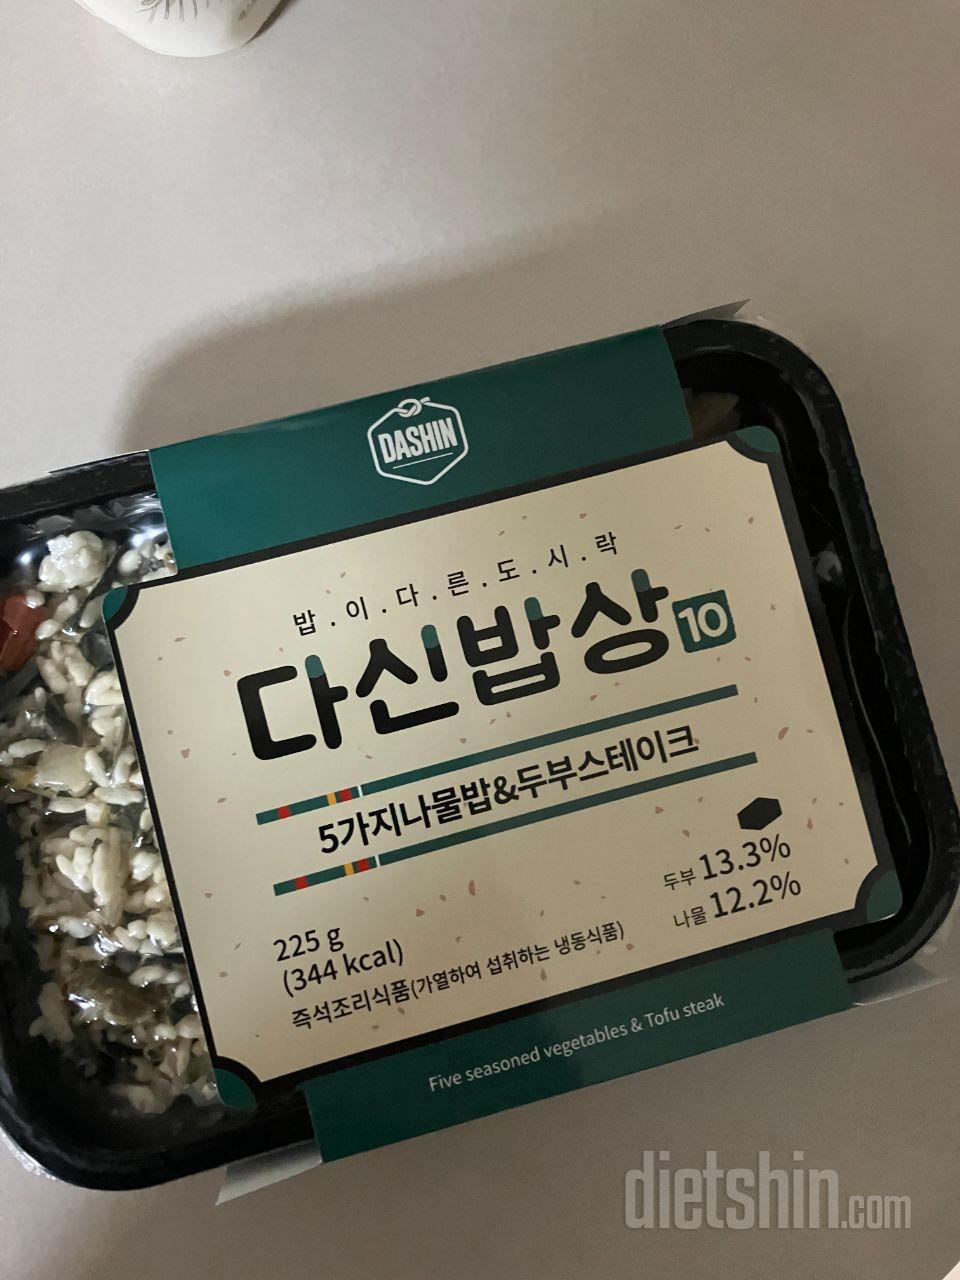 DASHIN
밥.이.다.른.도.시.락
다신밥상 10
5가지나물밥&두부스테이크
두부 13.3%
나물 12.2%
225 g
(344 kcal)
즉석조리식품(가열하여 섭취하는 냉동식품)
Five seasoned vegetables & Tofu steak
dietshin.com